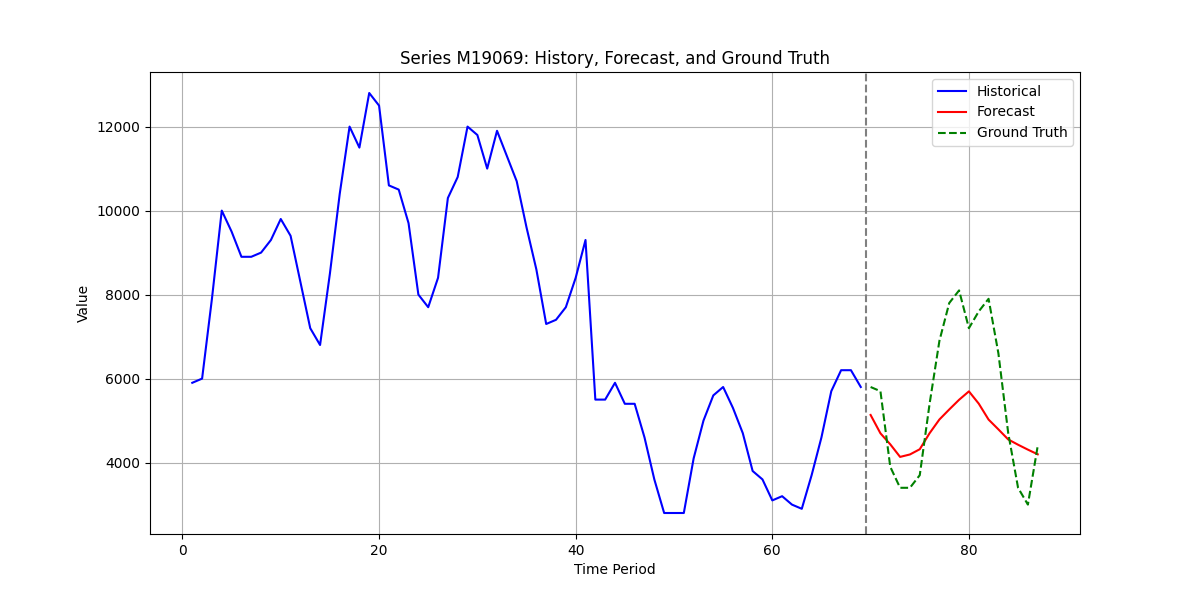 Series M19069: History, Forecast, and Ground Truth
Historical
Forecast
Ground Truth
12000
10000
8000
6000
4000
Value
0
20
40
60
80
Time Period